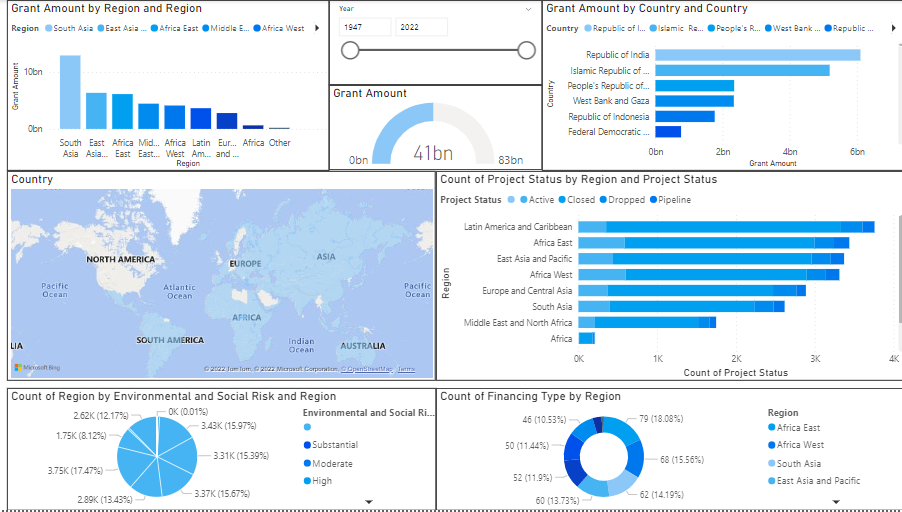 Grant Amount by Region and Region
Region South Asia East Asia ... Africa East Middle E... Africa West
Grant Amount
10bn
0bn
South Asia
East Asia...
Africa East
Mid... East...
Africa West
Latin Am...
Eur... and ...
Africa
Other
Region
Year
1947 2022
Grant Amount
0bn 41bn 83bn
Grant Amount by Country and Country
Country Republic of I... Islamic Re... People's R... West Bank ... Republic ...
Country
Republic of India
Islamic Republic of ...
People's Republic of...
West Bank and Gaza
Republic of Indonesia
Federal Democratic ...
0bn 2bn 4bn 6bn
Grant Amount
Country
NORTH AMERICA
EUROPE
ASIA
Pacific Ocean
Atlantic Ocean
Pacific Ocean
AFRICA
SOUTH AMERICA
Indian Ocean
LIA
AUSTRALIA
Microsoft Bing
© 2022 TomTom, © 2022 Microsoft Corporation, © OpenStreetMap Terms
Count of Project Status by Region and Project Status
Project Status Active Closed Dropped Pipeline
Region
Latin America and Caribbean
Africa East
East Asia and Pacific
Africa West
Europe and Central Asia
South Asia
Middle East and North Africa
Africa
0K 1K 2K 3K 4K
Count of Project Status
Count of Region by Environmental and Social Risk and Region
0K (0.01%)
2.62K (12.17%)
3.43K (15.97%)
1.75K (8.12%)
3.31K (15.39%)
3.75K (17.47%)
3.37K (15.67%)
2.89K (13.43%)
Environmental and Social Ri...
Substantial
Moderate
High
Count of Financing Type by Region
46 (10.53%)
79 (18.08%)
50 (11.44%)
68 (15.56%)
52 (11.9%)
62 (14.19%)
60 (13.73%)
Region
Africa East
Africa West
South Asia
East Asia and Pacific